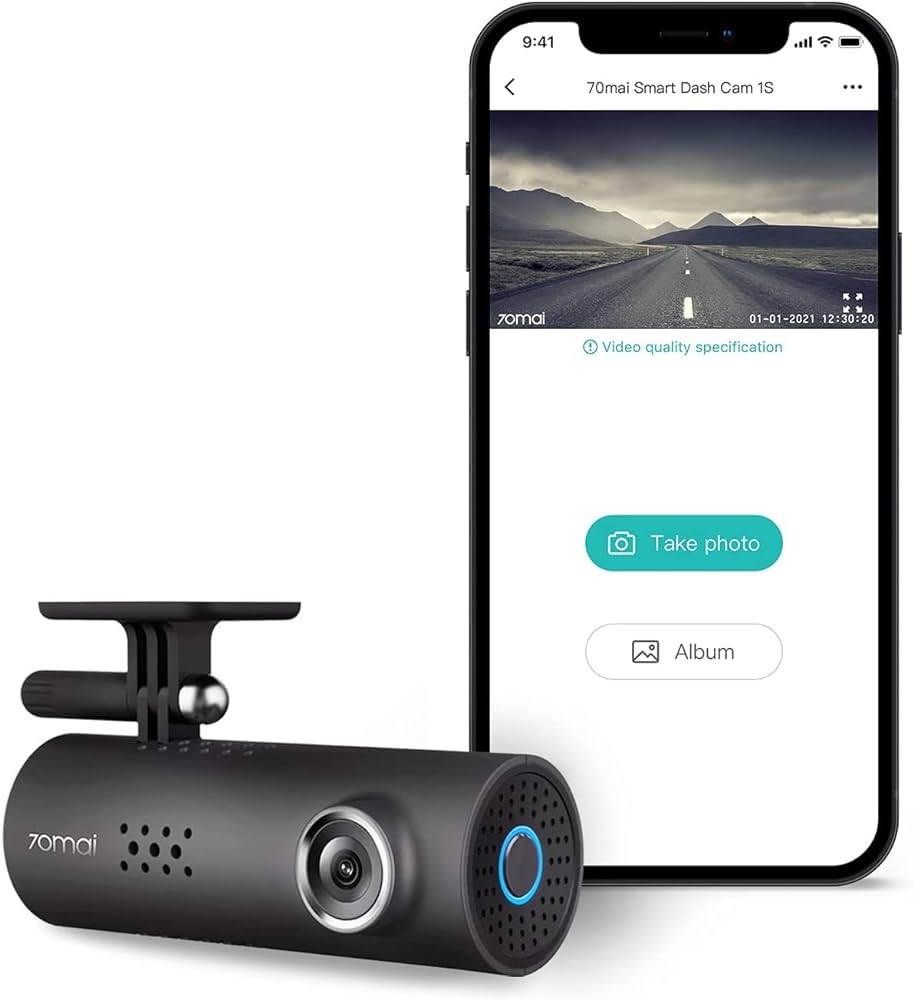 9:41
70mai Smart Dash Cam 1S
70mai
01-01-2021 12:30:20
Video quality specification
Take photo
Album
70mai